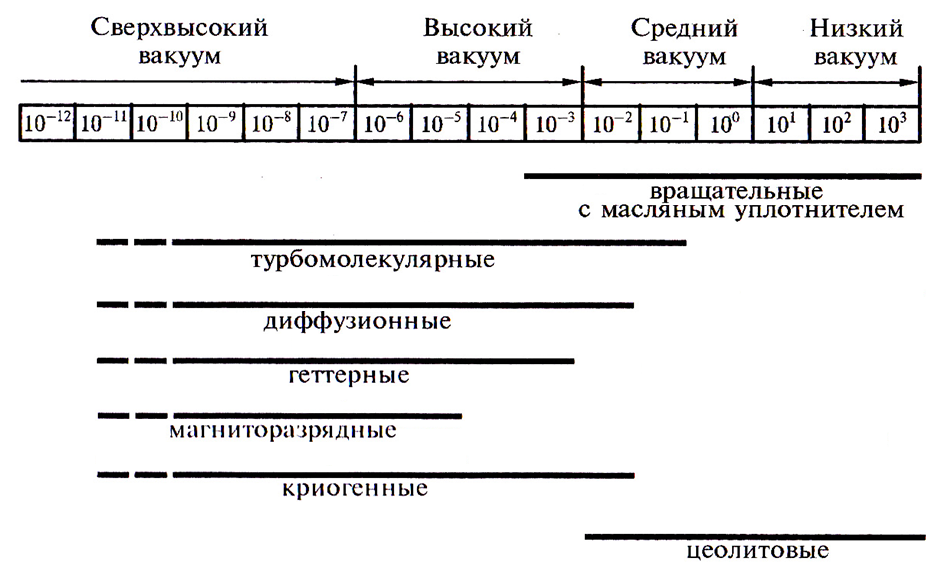 Сверхвысокий
вакуум
Высокий
вакуум
Средний
вакуум
Низкий
вакуум
10⁻¹² 10⁻¹¹ 10⁻¹⁰ 10⁻⁹ 10⁻⁸ 10⁻⁷ 10⁻⁶ 10⁻⁵ 10⁻⁴ 10⁻³ 10⁻² 10⁻¹ 10⁰ 10¹ 10² 10³
вращательные
с масляным уплотнителем
турбомолекулярные
диффузионные
геттерные
магниторазрядные
криогенные
цеолитовые